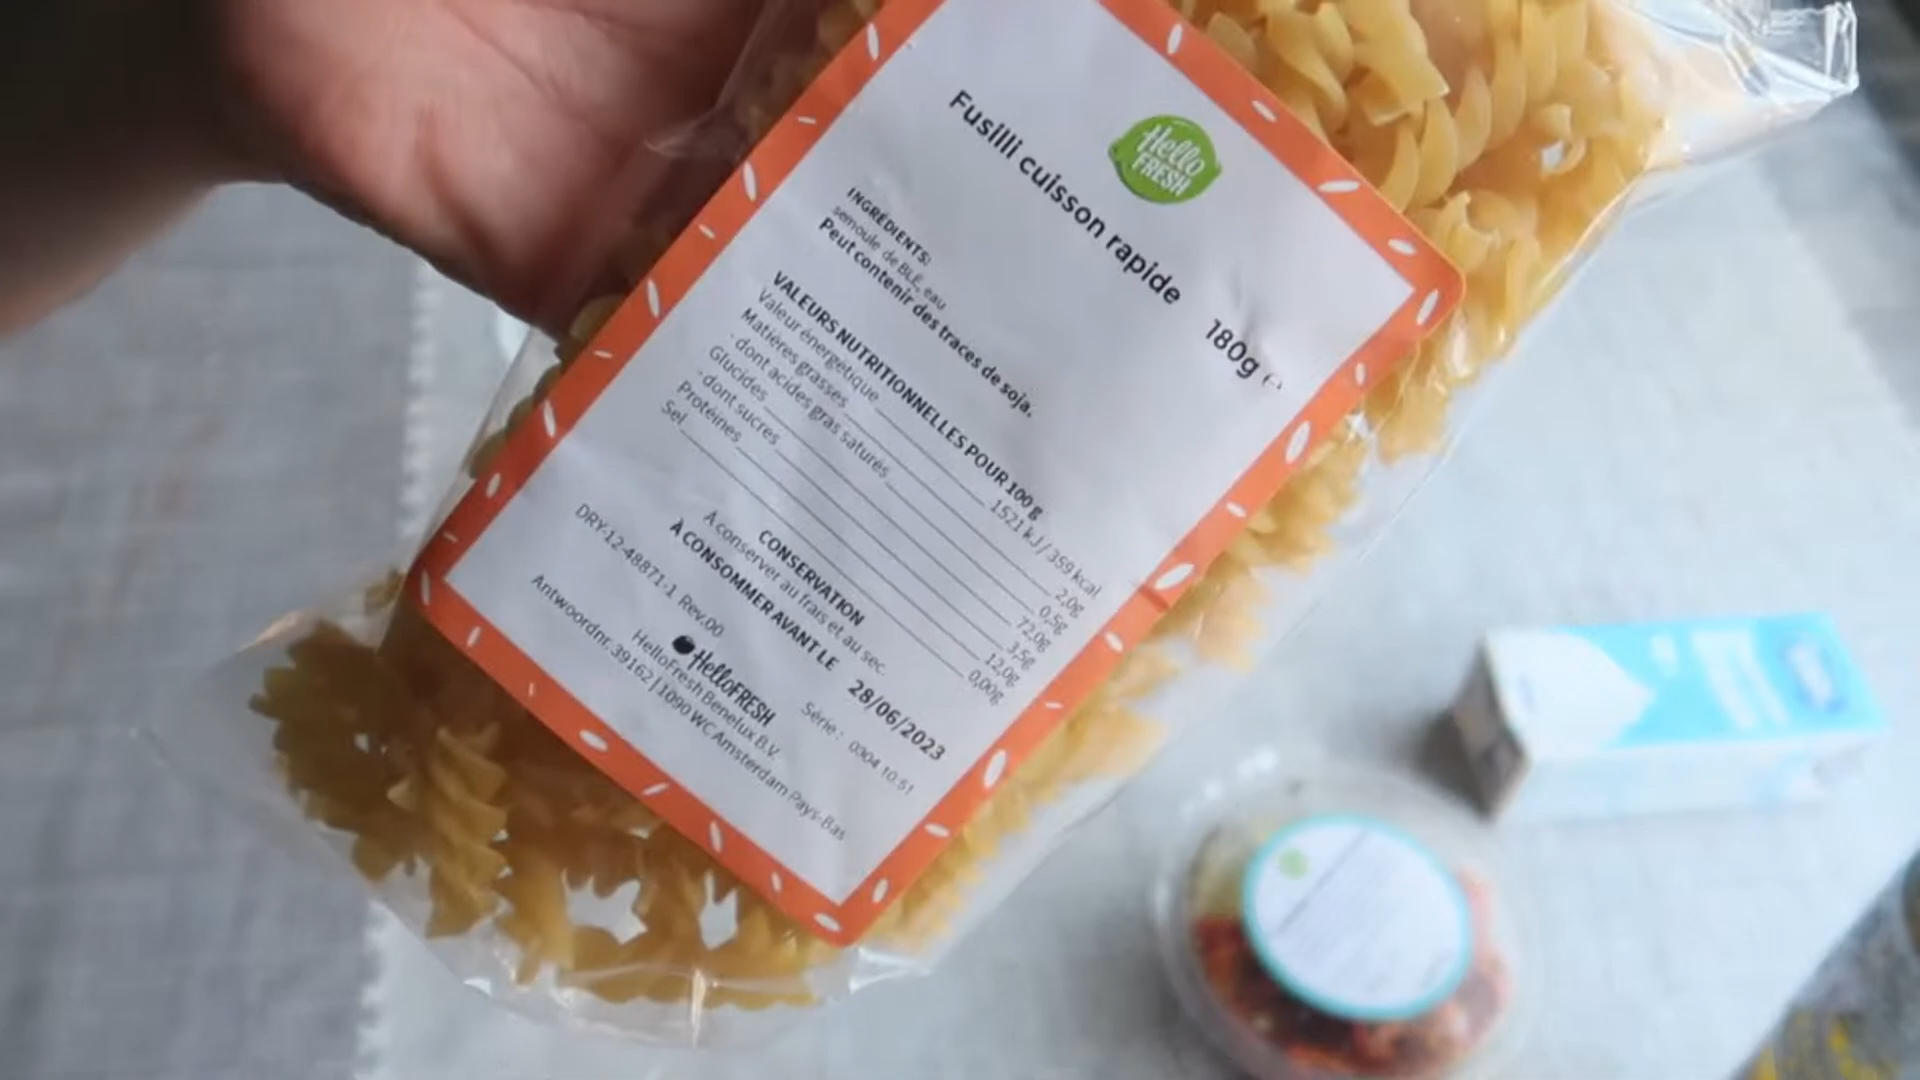 Hello
FRESH
Fusilli cuisson rapide
180g ℮
INGRÉDIENTS:
semoule de BLÉ, eau
Peut contenir des traces de soja.
VALEURS NUTRITIONNELLES POUR 100 g
Valeur énergétique 1521 kJ / 359 kcal
Matières grasses 2,0g
- dont acides gras saturés 0,5g
Glucides 72,0g
- dont sucres 3,5g
Protéines 12,0g
Sel 0,00g
CONSERVATION
A conserver au frais et au sec.
À CONSOMMER AVANT LE 28/06/2023
DRY-12-48871-1 Rev.00
Série : 0304 10:51
HelloFRESH
HelloFresh Benelux B.V.
Antwoordnr. 39162 | 1090 WC Amsterdam Pays-Bas